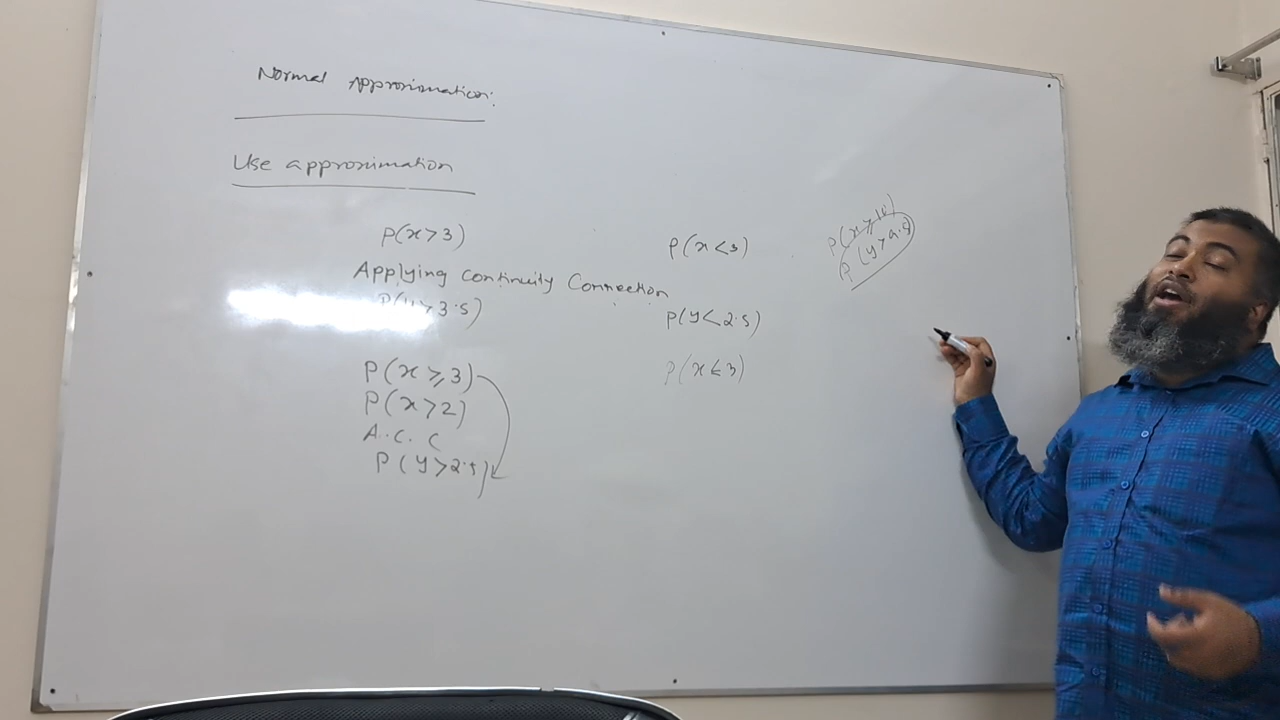 Normal Approximation:
Use approximation
P(x>3)
P(x<3)
P(x≥10)
P(y>9.5)
Applying continuity Connection
P(y>3.5)
P(y<2.5)
P(x≥3)
P(x≤3)
P(x>2)
A.C.C
P(y>2.5)